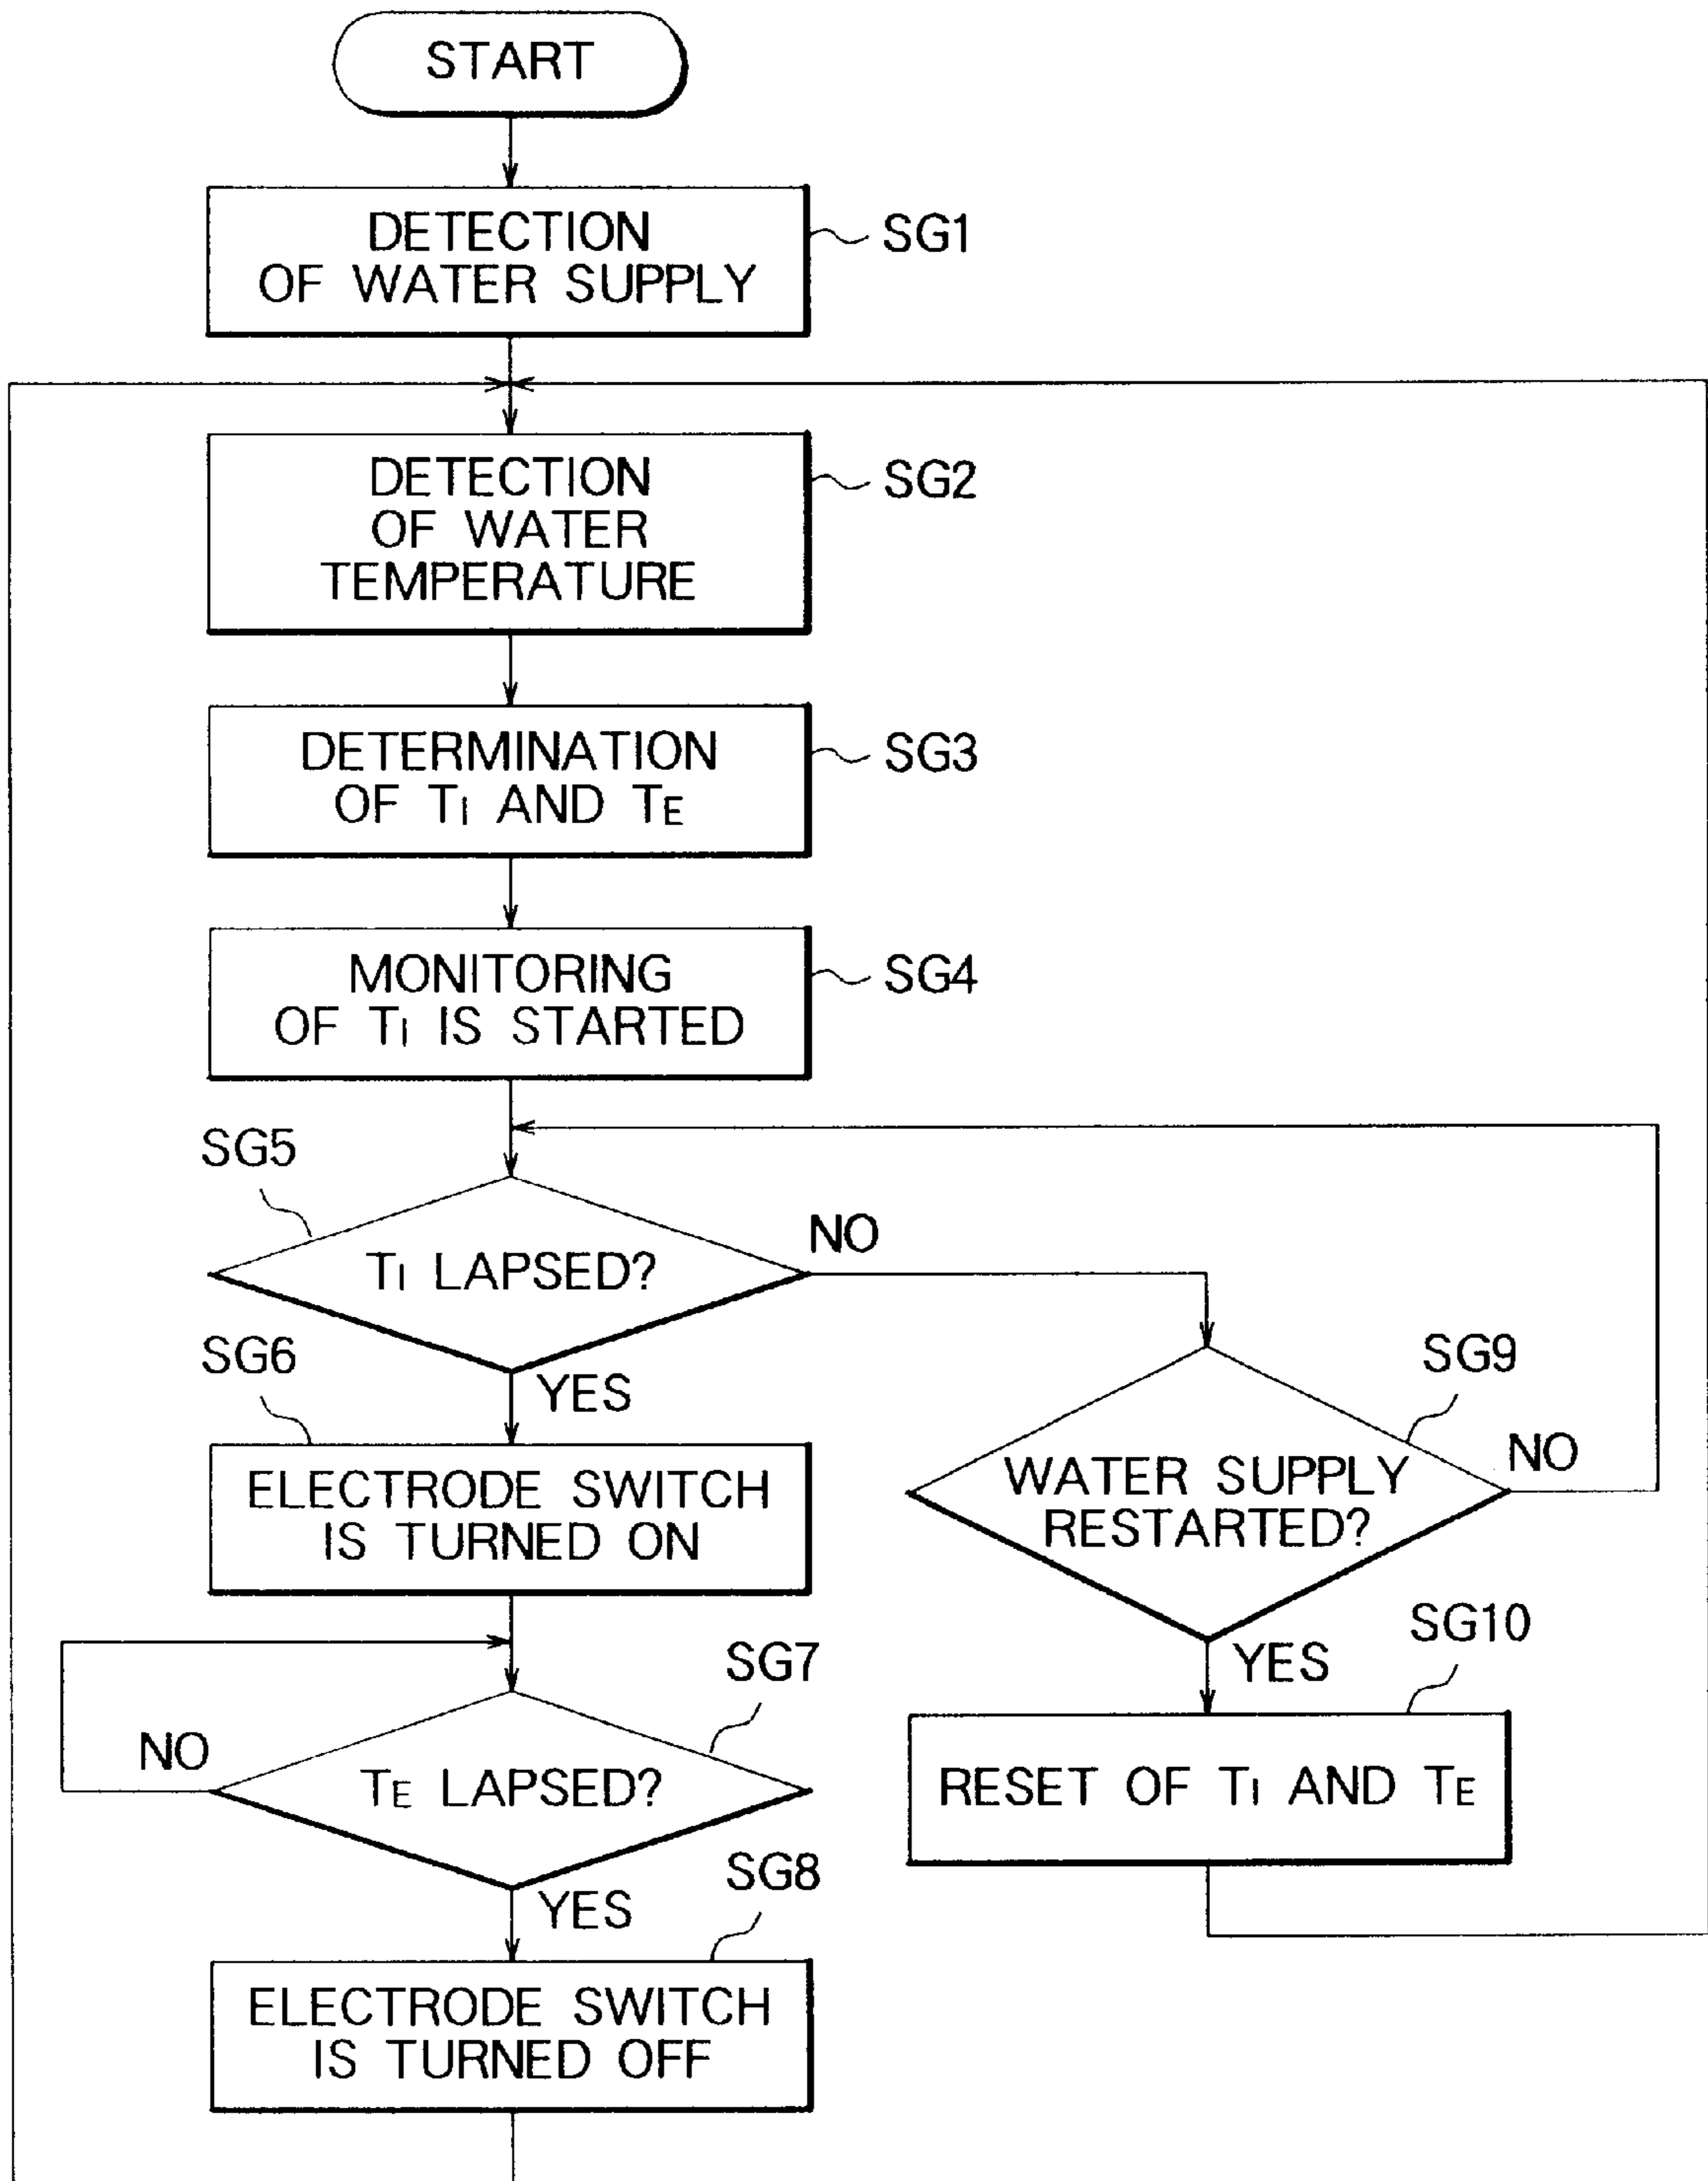 START
DETECTION
OF WATER SUPPLY
SG1
DETECTION
OF WATER
TEMPERATURE
SG2
DETERMINATION
OF TI AND TE
SG3
MONITORING
OF TI IS STARTED
SG4
SG5
TI LAPSED?
NO
YES
SG6
ELECTRODE SWITCH
IS TURNED ON
SG9
WATER SUPPLY
RESTARTED?
NO
YES
SG7
TE LAPSED?
NO
YES
SG10
RESET OF TI AND TE
SG8
ELECTRODE SWITCH
IS TURNED OFF